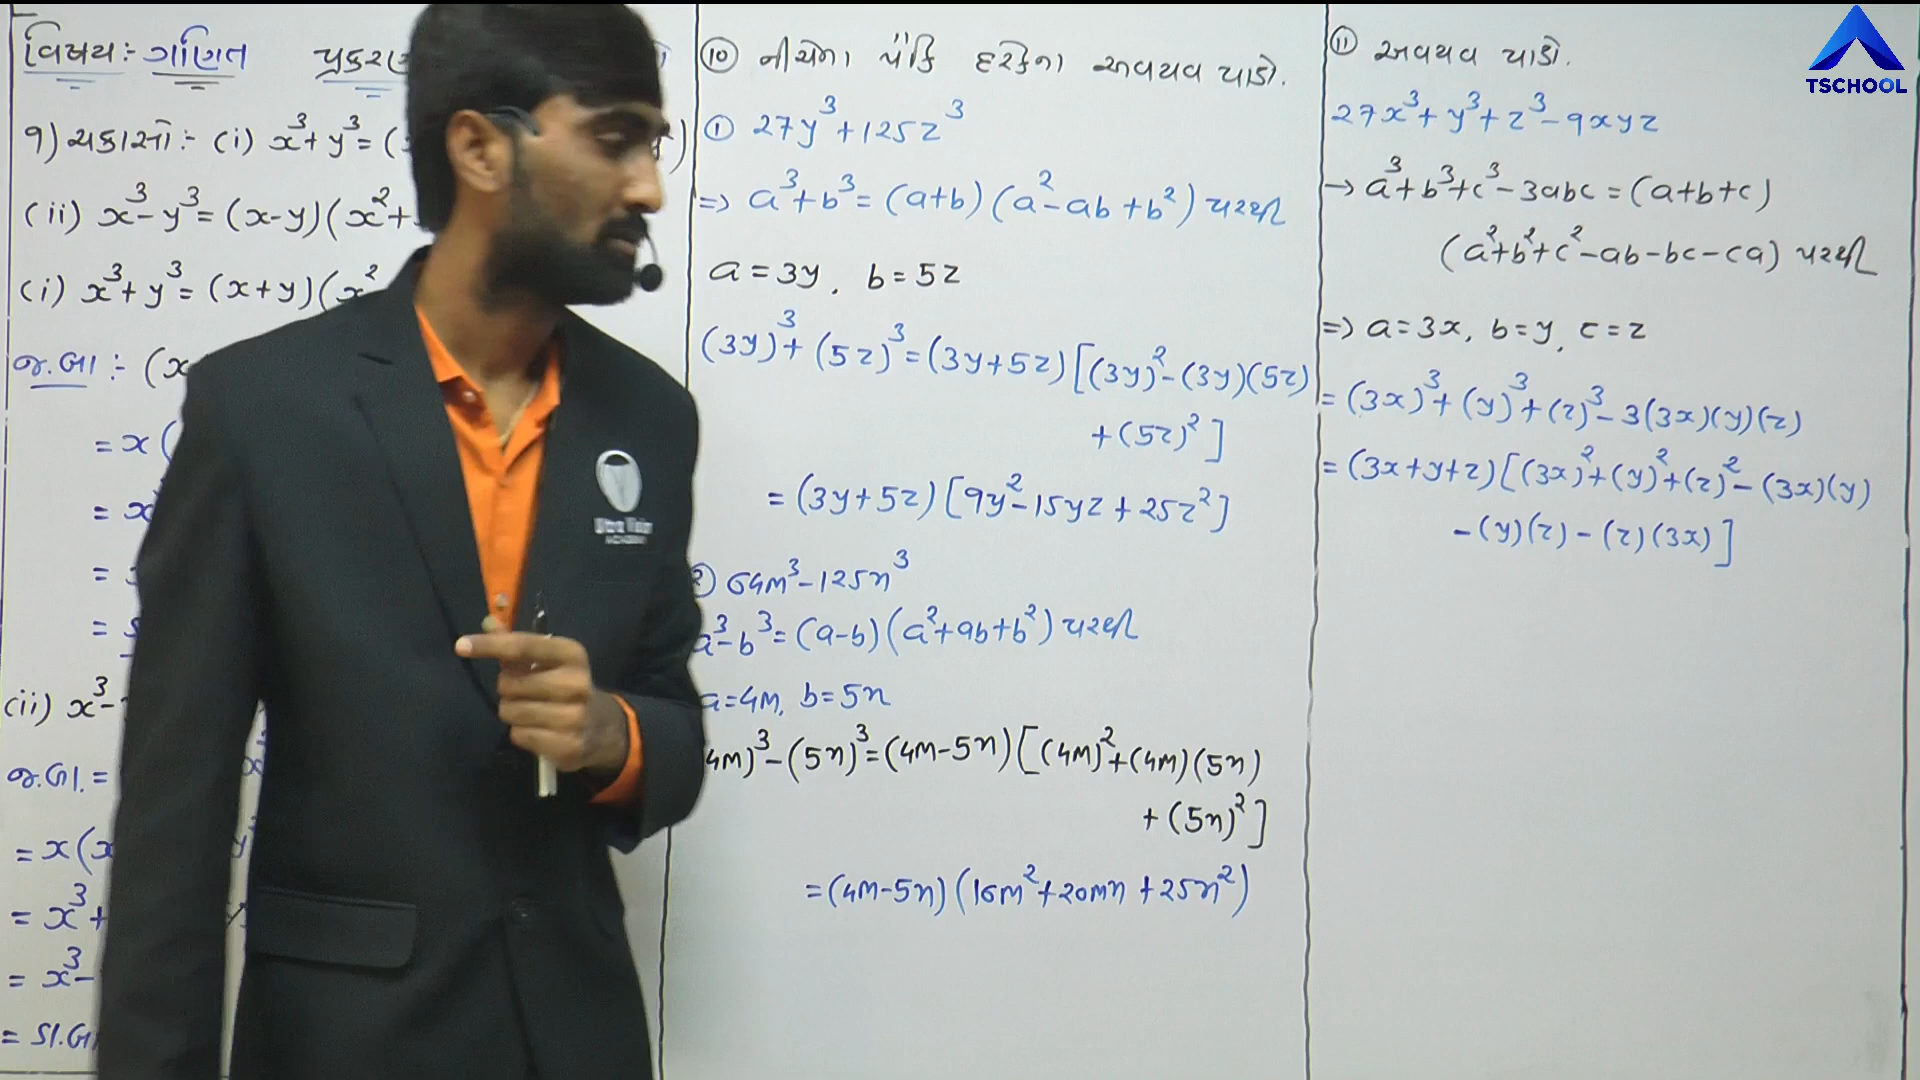 વિષય:- ગણિત પ્રકરણ
9) ચકાસો:- (i) x³+y³=(
(ii) x³-y³=(x-y)(x²+
(i) x³+y³=(x+y)(x²
જ.બા:- (x
= x(
= x
=
=
(ii) x³-
જ.બા.=
= x(x
= x³+
= x³-
= ડા.બા
⑩ નીચેના પૈકિ દરેકના અવયવ પાડો.
① 27y³+125z³
=> a³+b³=(a+b)(a²-ab+b²) પરથી
a=3y, b=5z
(3y)³+(5z)³=(3y+5z)[(3y)²-(3y)(5z)
+(5z)²]
=(3y+5z)[9y²-15yz+25z²]
૨) 64m³-125n³
a³-b³=(a-b)(a²+ab+b²) પરથી
a=4m, b=5n
4m)³-(5n)³=(4m-5n)[(4m)²+(4m)(5n)
+(5n)²]
=(4m-5n)(16m²+20mn+25n²)
⑪ અવયવ પાડો.
27x³+y³+z³-9xyz
→ a³+b³+c³-3abc=(a+b+c)
(a²+b²+c²-ab-bc-ca) પરથી
=> a=3x, b=y, c=z
=(3x)³+(y)³+(z)³-3(3x)(y)(z)
=(3x+y+z)[(3x)²+(y)²+(z)²-(3x)(y)
-(y)(z)-(z)(3x)]
TSCHOOL